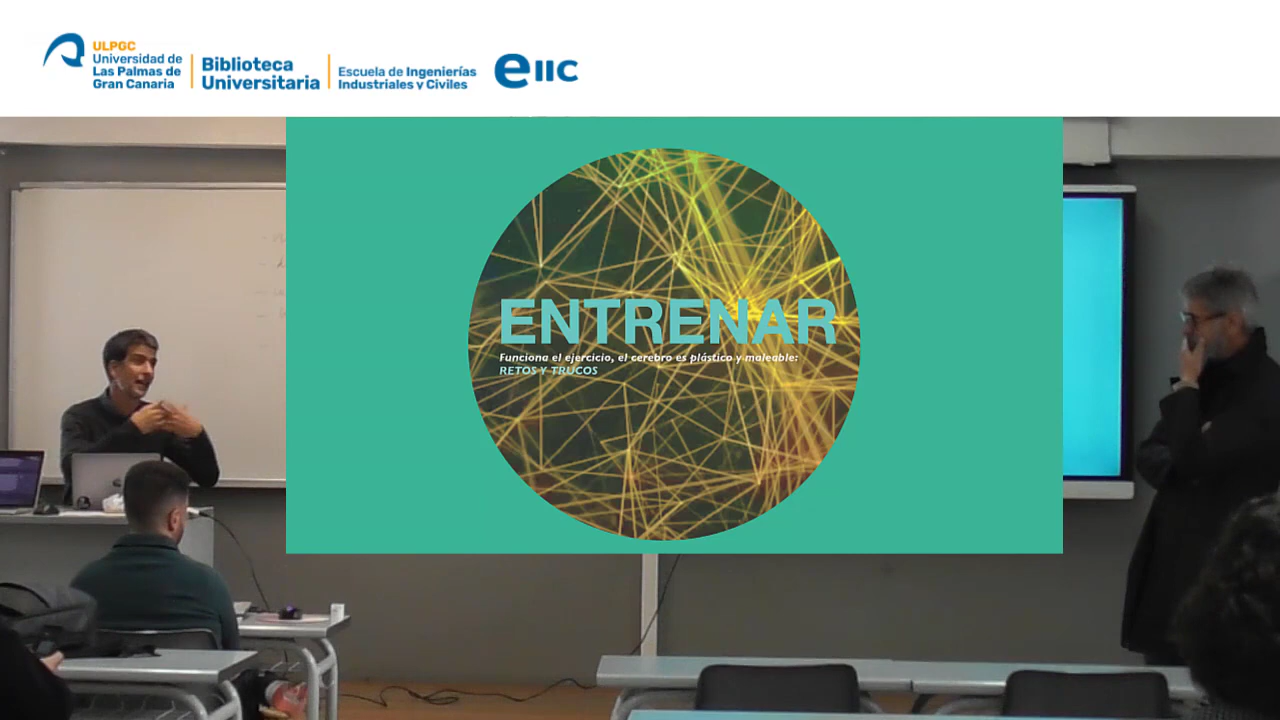 ULPGC
Universidad de
Las Palmas de
Gran Canaria
Biblioteca
Universitaria
Escuela de Ingenierías
Industriales y Civiles
eiic
ENTRENAR
Funciona el ejercicio, el cerebro es plástico y maleable:
RETOS Y TRUCOS